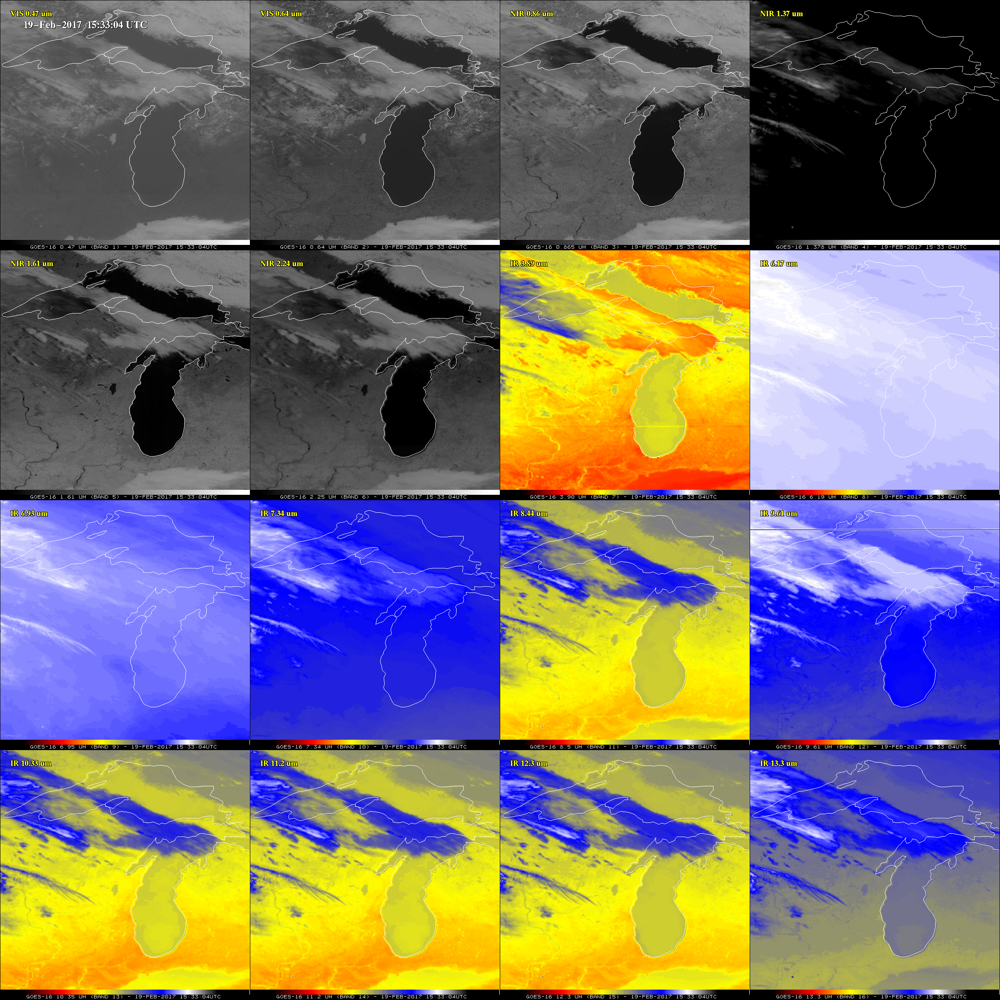 VIS 0.47 um
19-Feb-2017 15:33:04 UTC
VIS 0.64 um
NIR 0.86 um
NIR 1.37 um
GOES-16 0.47 UM (BAND 1) - 19-FEB-2017 15:33:04UTC
GOES-16 0.64 UM (BAND 2) - 19-FEB-2017 15:33:04UTC
GOES-16 0.865 UM (BAND 3) - 19-FEB-2017 15:33:04UTC
GOES-16 1.378 UM (BAND 4) - 19-FEB-2017 15:33:04UTC
NIR 1.61 um
NIR 2.24 um
IR 3.89 um
IR 6.17 um
GOES-16 1.61 UM (BAND 5) - 19-FEB-2017 15:33:04UTC
GOES-16 2.25 UM (BAND 6) - 19-FEB-2017 15:33:04UTC
GOES-16 3.90 UM (BAND 7) - 19-FEB-2017 15:33:04UTC
GOES-16 6.19 UM (BAND 8) - 19-FEB-2017 15:33:04UTC
IR 6.93 um
IR 7.34 um
IR 8.44 um
IR 9.61 um
GOES-16 6.95 UM (BAND 9) - 19-FEB-2017 15:33:04UTC
GOES-16 7.34 UM (BAND 10) - 19-FEB-2017 15:33:04UTC
GOES-16 8.5 UM (BAND 11) - 19-FEB-2017 15:33:04UTC
GOES-16 9.61 UM (BAND 12) - 19-FEB-2017 15:33:04UTC
IR 10.33 um
IR 11.2 um
IR 12.3 um
IR 13.3 um
GOES-16 10.35 UM (BAND 13) - 19-FEB-2017 15:33:04UTC
GOES-16 11.2 UM (BAND 14) - 19-FEB-2017 15:33:04UTC
GOES-16 12.3 UM (BAND 15) - 19-FEB-2017 15:33:04UTC
GOES-16 13.3 UM (BAND 16) - 19-FEB-2017 15:33:04UTC